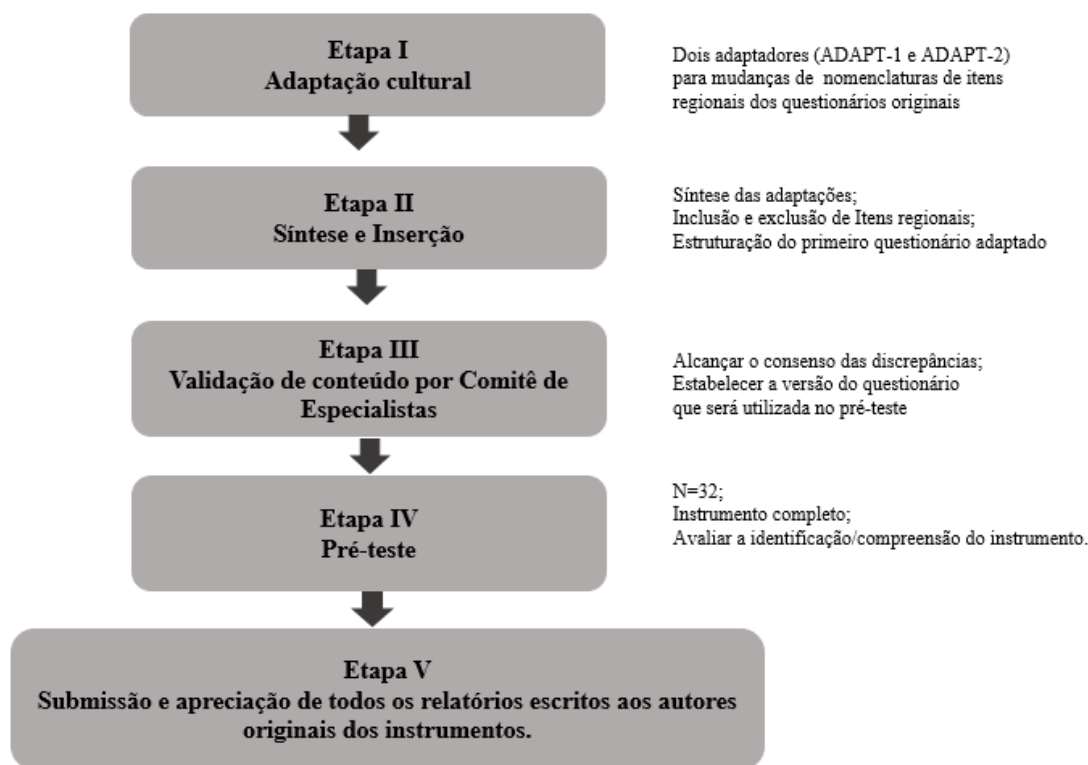 Etapa I
Adaptação cultural
Dois adaptadores (ADAPT-1 e ADAPT-2)
para mudanças de nomenclaturas de itens
regionais dos questionários originais
Etapa II
Síntese e Inserção
Síntese das adaptações;
Inclusão e exclusão de Itens regionais;
Estruturação do primeiro questionário adaptado
Etapa III
Validação de conteúdo por Comitê de
Especialistas
Alcançar o consenso das discrepâncias;
Estabelecer a versão do questionário
que será utilizada no pré-teste
Etapa IV
Pré-teste
N=32;
Instrumento completo;
Avaliar a identificação/compreensão do instrumento.
Etapa V
Submissão e apreciação de todos os relatórios escritos aos autores
originais dos instrumentos.